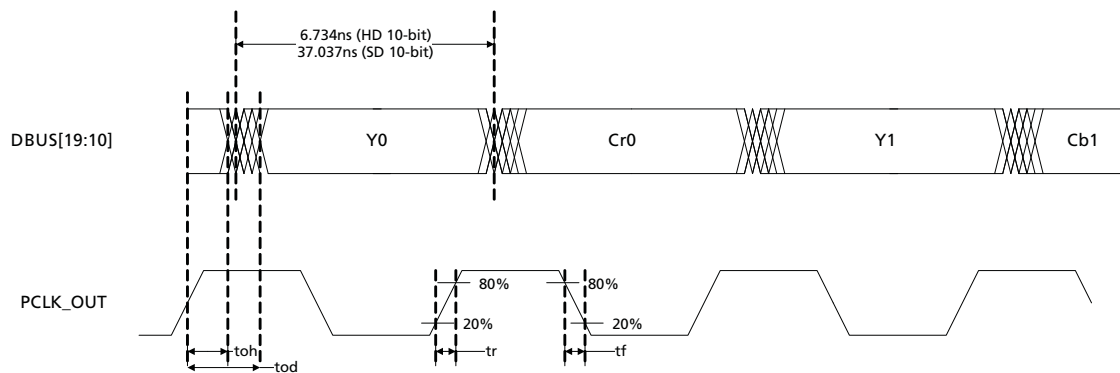 6.734ns (HD 10-bit)
37.037ns (SD 10-bit)
DBUS[19:10]
Y0
Cr0
Y1
Cb1
PCLK_OUT
80%
80%
20%
20%
toh
tr
tf
tod